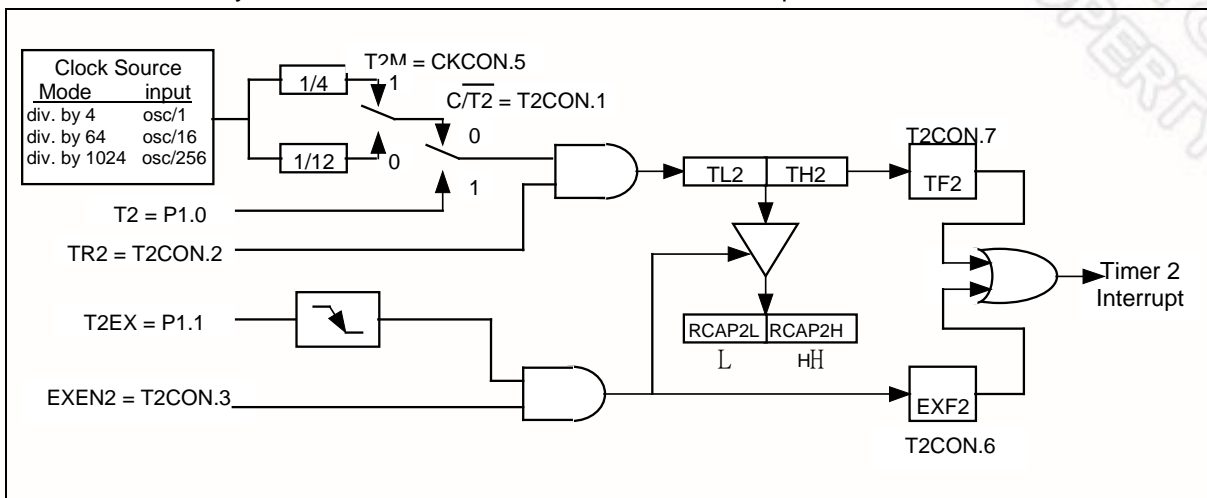 Clock Source
Mode input
div. by 4 osc/1
div. by 64 osc/16
div. by 1024 osc/256
1/4
1/12
T2M = CKCON.5
1
0
C/T2 = T2CON.1
0
1
T2 = P1.0
TR2 = T2CON.2
TL2 TH2
T2CON.7
TF2
Timer 2
Interrupt
T2EX = P1.1
RCAP2L RCAP2H
L HH
EXEN2 = T2CON.3
EXF2
T2CON.6